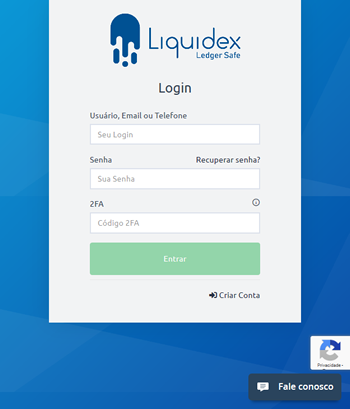 Liquidex
Ledger Safe
Login
Usuário, Email ou Telefone
Seu Login
Senha Recuperar senha?
Sua Senha
2FA
Código 2FA
Entrar
Criar Conta
Privacidade -
Fale conosco